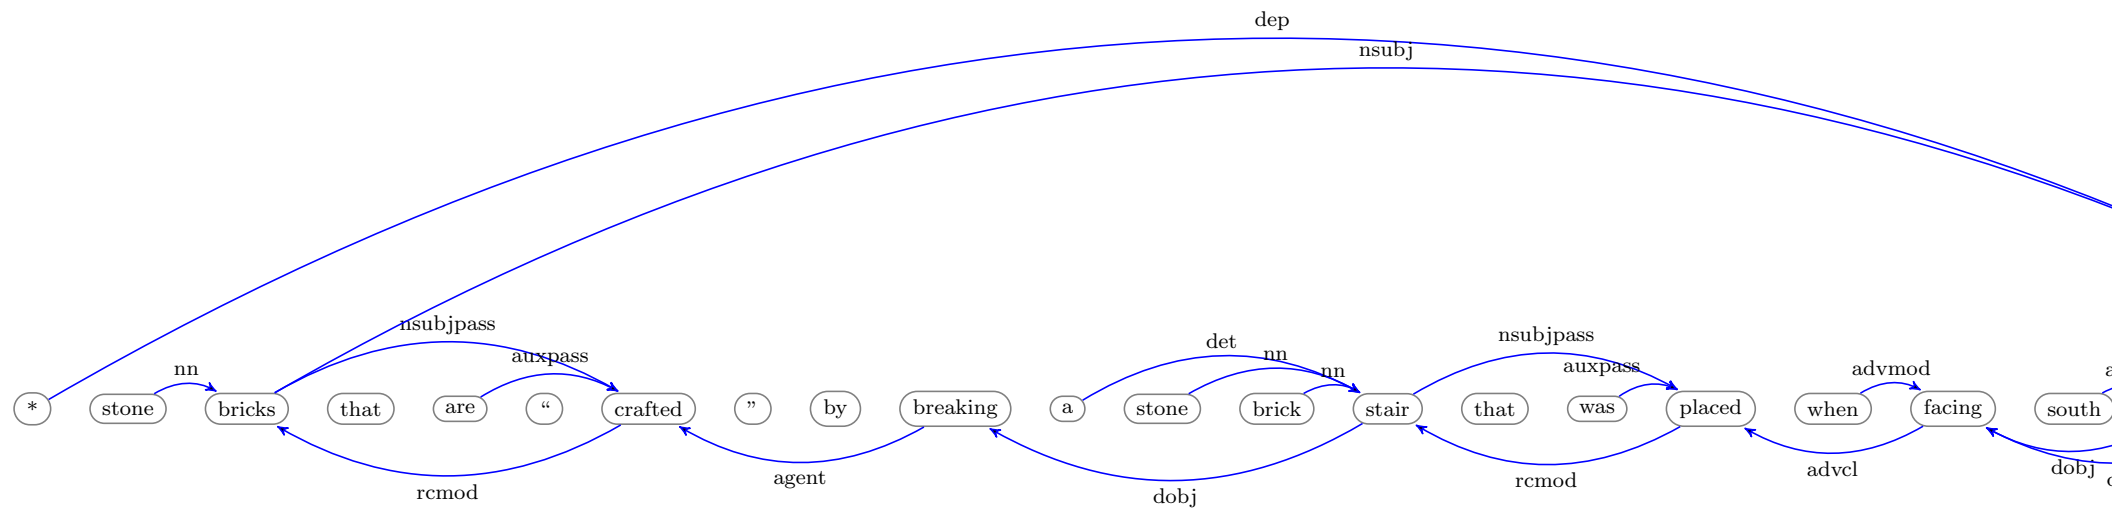 dep
nsubj
nsubjpass
auxpass
nn
det
nn
nn
nsubjpass
auxpass
advmod
* stone bricks that are “ crafted ” by breaking a stone brick stair that was placed when facing south
rcmod
agent
dobj
rcmod
advcl
dobj